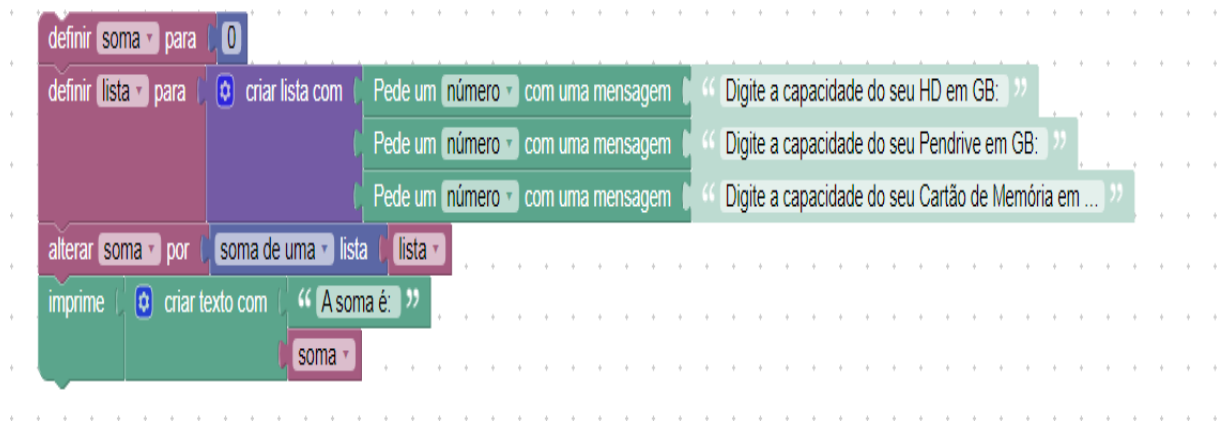 definir soma para 0
definir lista para criar lista com Pede um número com uma mensagem “ Digite a capacidade do seu HD em GB: ”
Pede um número com uma mensagem “ Digite a capacidade do seu Pendrive em GB: ”
Pede um número com uma mensagem “ Digite a capacidade do seu Cartão de Memória em ... ”
alterar soma por soma de uma lista lista
imprime criar texto com “ A soma é: ”
soma